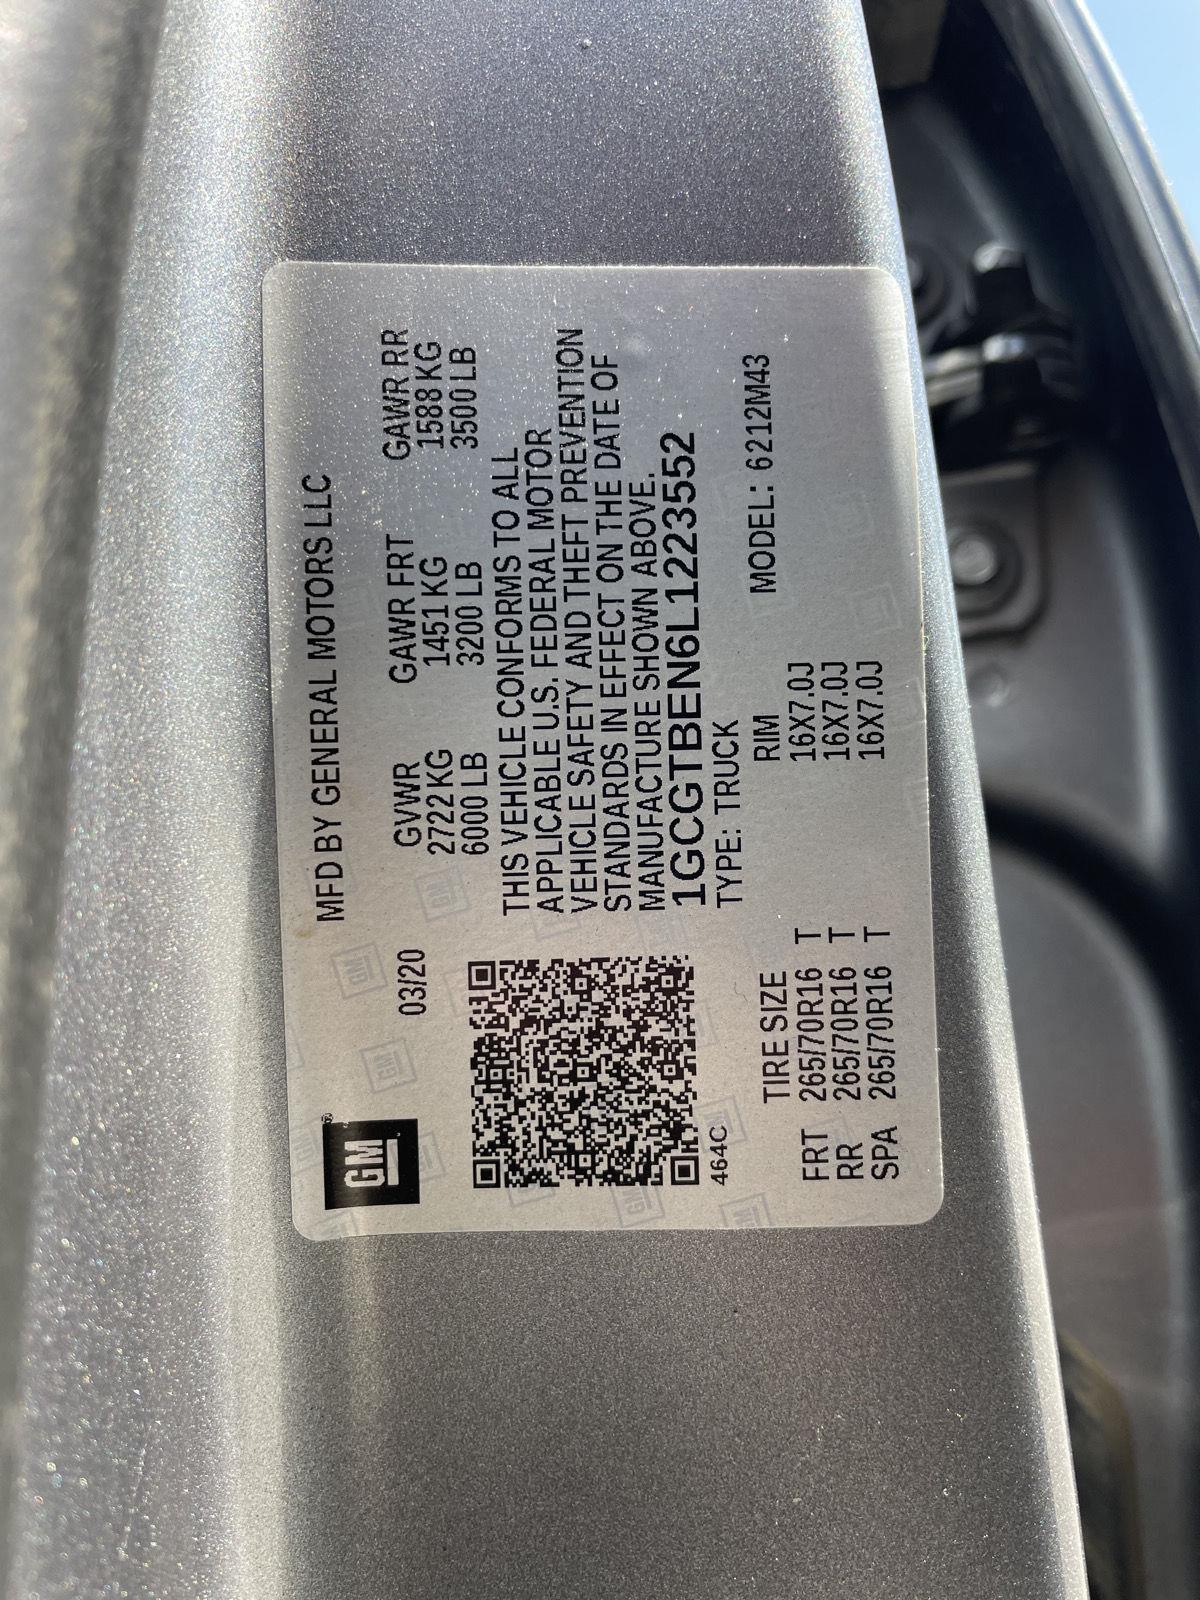 GM®
MFD BY GENERAL MOTORS LLC
03/20
GVWR GAWR FRT GAWR RR
2722 KG 1451 KG 1588 KG
6000 LB 3200 LB 3500 LB
THIS VEHICLE CONFORMS TO ALL
APPLICABLE U.S. FEDERAL MOTOR
VEHICLE SAFETY AND THEFT PREVENTION
STANDARDS IN EFFECT ON THE DATE OF
MANUFACTURE SHOWN ABOVE.
1GCGTBEN6L1223552
464C
TYPE: TRUCK
MODEL: 6212M43
TIRE SIZE RIM
FRT 265/70R16 T 16X7.0J
RR 265/70R16 T 16X7.0J
SPA 265/70R16 T 16X7.0J